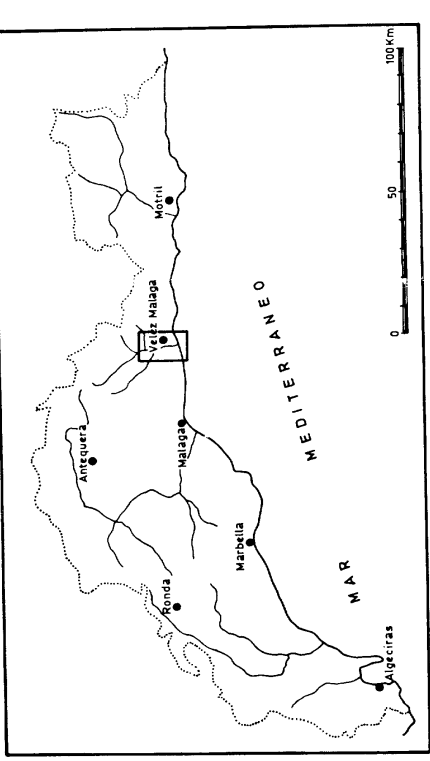 Antequera
Velez Malaga
Motril
Malaga
Ronda
Marbella
Algeciras
MAR MEDITERRANEO
0 50 100 Km